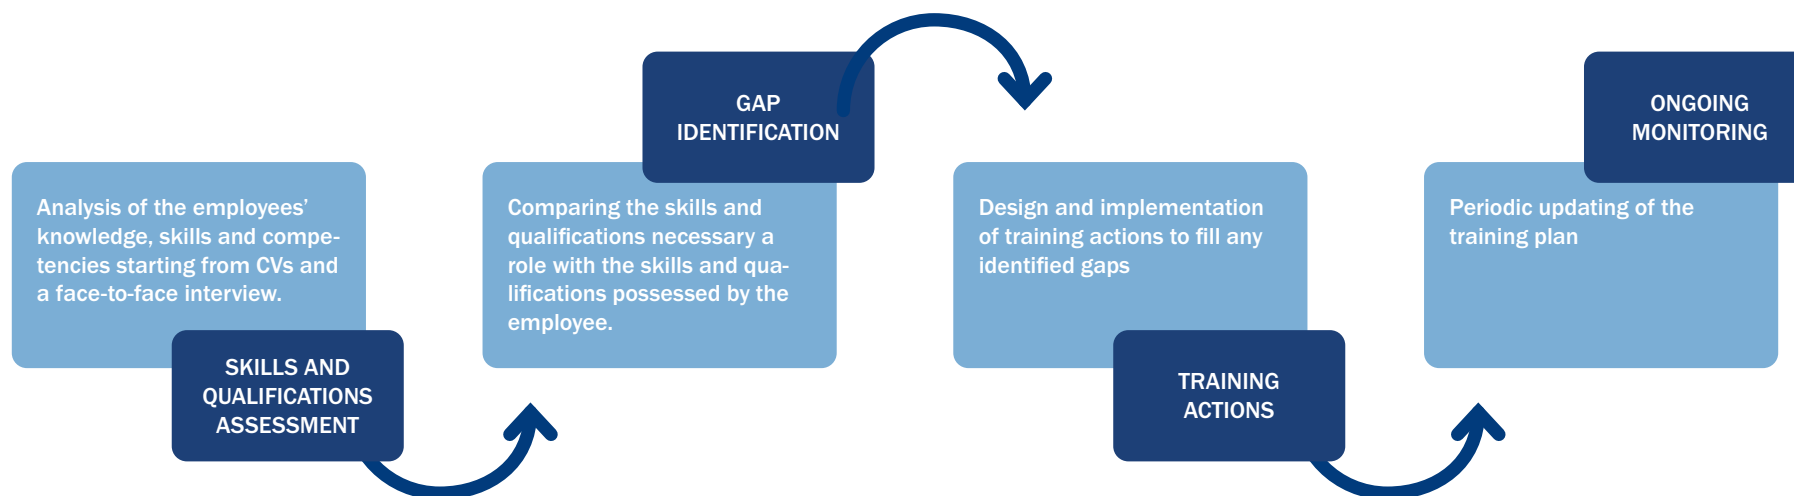 Analysis of the employees’
knowledge, skills and compe-
tencies starting from CVs and
a face-to-face interview.
SKILLS AND
QUALIFICATIONS
ASSESSMENT
GAP
IDENTIFICATION
Comparing the skills and
qualifications necessary a
role with the skills and qua-
lifications possessed by the
employee.
Design and implementation
of training actions to fill any
identified gaps
TRAINING
ACTIONS
ONGOING
MONITORING
Periodic updating of the
training plan